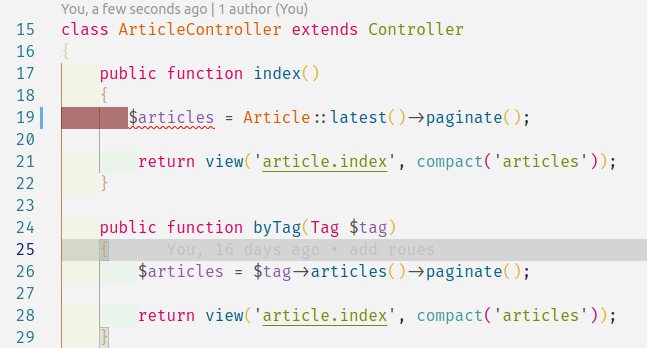 You, a few seconds ago | 1 author (You)
15 class ArticleController extends Controller
16 {
17 public function index()
18 {
19 $articles = Article::latest()->paginate();
20
21 return view('article.index', compact('articles'));
22 }
23
24 public function byTag(Tag $tag)
25 { You, 16 days ago • add roues
26 $articles = $tag->articles()->paginate();
27
28 return view('article.index', compact('articles'));
29 }